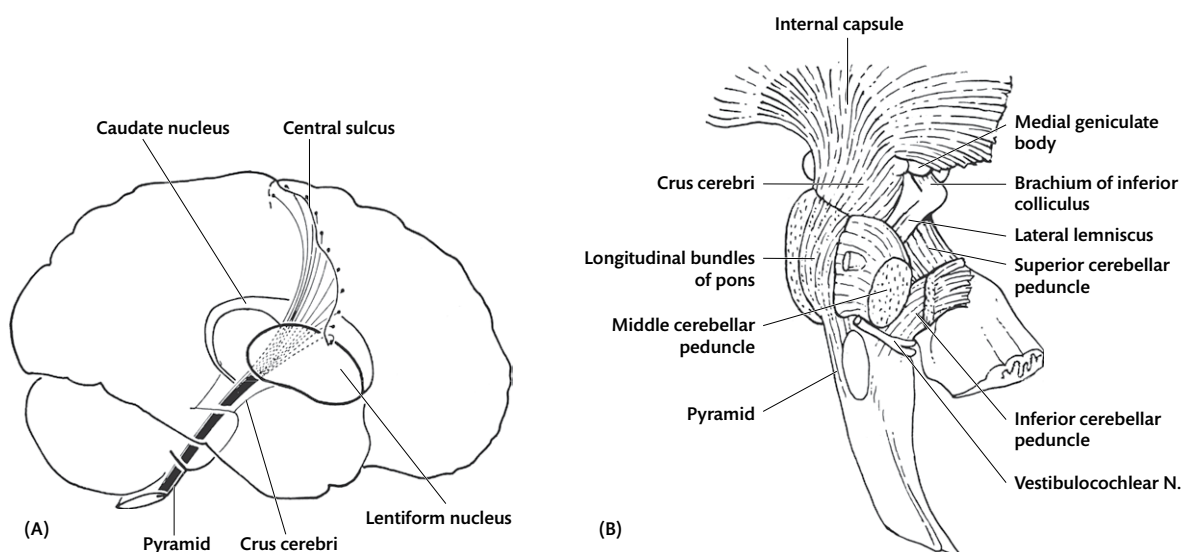 Caudate nucleus
Central sulcus
Lentiform nucleus
Crus cerebri
Pyramid
(A)
Internal capsule
Medial geniculate
body
Brachium of inferior
colliculus
Lateral lemniscus
Superior cerebellar
peduncle
Inferior cerebellar
peduncle
Vestibulocochlear N.
Crus cerebri
Longitudinal bundles
of pons
Middle cerebellar
peduncle
Pyramid
(B)